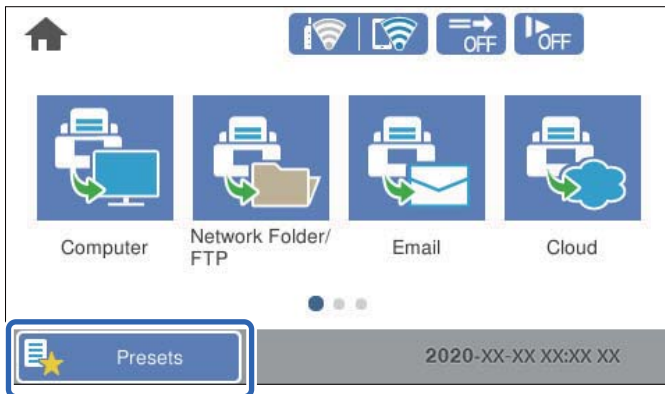 OFF
OFF
Computer
Network Folder/
FTP
Email
Cloud
Presets
2020-XX-XX XX:XX XX